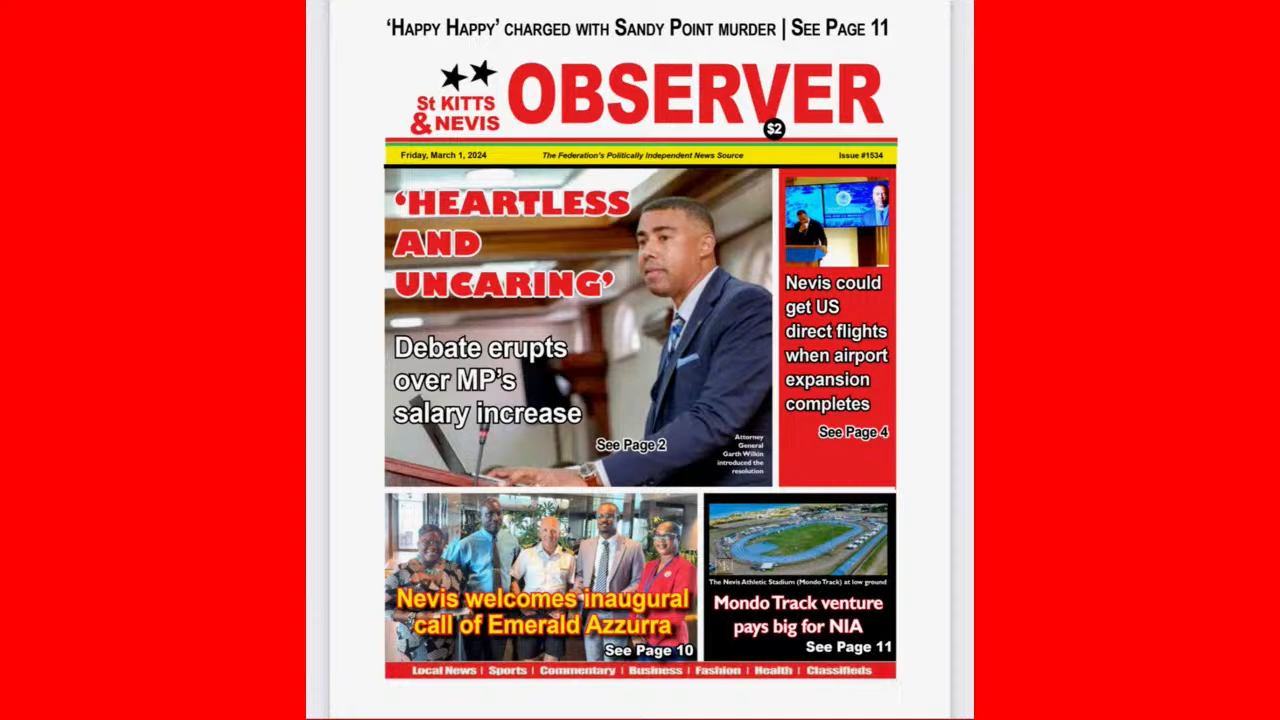 ‘HAPPY HAPPY’ CHARGED WITH SANDY POINT MURDER | SEE PAGE 11
St KITTS
& NEVIS
OBSERVER
$2
Friday, March 1, 2024
The Federation's Politically Independent News Source
Issue #1534
‘HEARTLESS
AND
UNCARING’
Debate erupts
over MP’s
salary increase
See Page 2
Attorney
General
Garth Wilkin
introduced the
resolution
Nevis could
get US
direct flights
when airport
expansion
completes
See Page 4
Nevis welcomes inaugural
call of Emerald Azzurra
See Page 10
The Nevis Athletic Stadium (Mondo Track) at low ground
Mondo Track venture
pays big for NIA
See Page 11
Local News | Sports | Commentary | Business | Fashion | Health | Classifieds